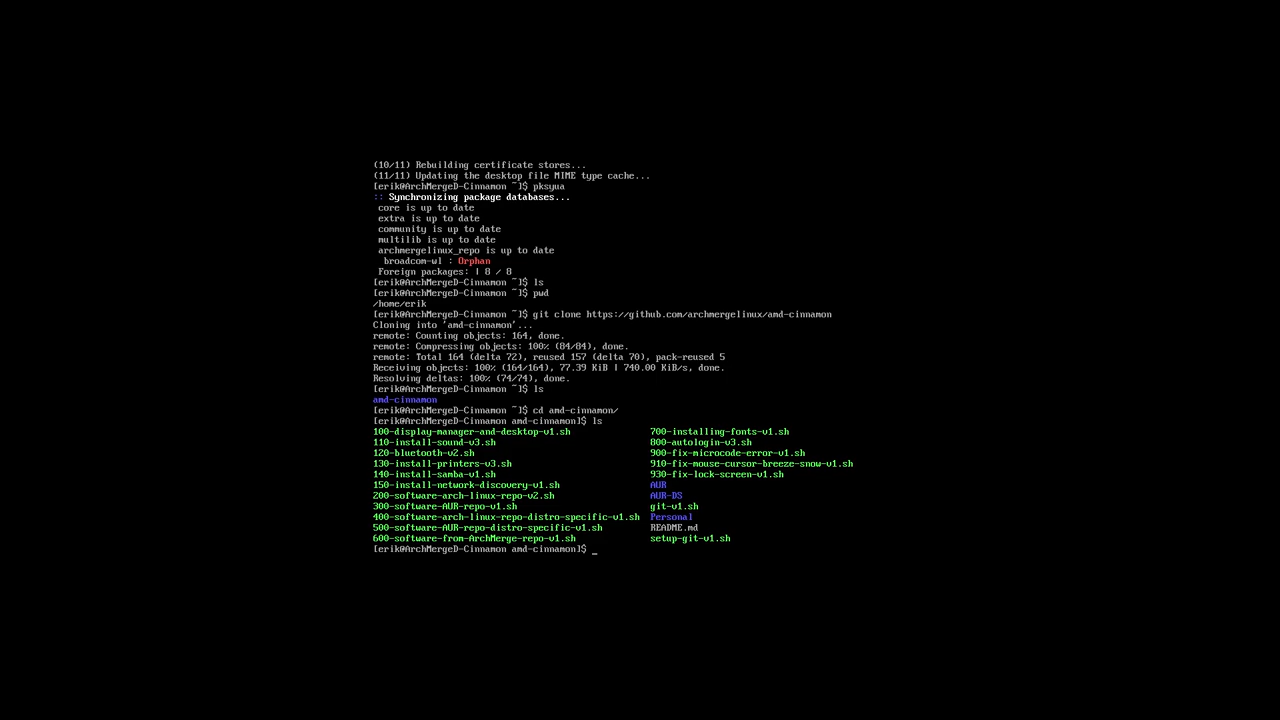 (10/11) Rebuilding certificate stores...
(11/11) Updating the desktop file MIME type cache...
[erik@ArchMergeD-Cinnamon ~]$ pksyua
:: Synchronizing package databases...
 core is up to date
 extra is up to date
 community is up to date
 multilib is up to date
 archmergelinux_repo is up to date
  broadcom-wl : Orphan
 Foreign packages: | 8 / 8
[erik@ArchMergeD-Cinnamon ~]$ ls
[erik@ArchMergeD-Cinnamon ~]$ pwd
/home/erik
[erik@ArchMergeD-Cinnamon ~]$ git clone https://github.com/archmergelinux/amd-cinnamon
Cloning into 'amd-cinnamon'...
remote: Counting objects: 164, done.
remote: Compressing objects: 100% (84/84), done.
remote: Total 164 (delta 72), reused 157 (delta 70), pack-reused 5
Receiving objects: 100% (164/164), 77.39 KiB | 740.00 KiB/s, done.
Resolving deltas: 100% (74/74), done.
[erik@ArchMergeD-Cinnamon ~]$ ls
amd-cinnamon
[erik@ArchMergeD-Cinnamon ~]$ cd amd-cinnamon/
[erik@ArchMergeD-Cinnamon amd-cinnamon]$ ls
100-display-manager-and-desktop-v1.sh 700-installing-fonts-v1.sh
110-install-sound-v3.sh 800-autologin-v3.sh
120-bluetooth-v2.sh 900-fix-microcode-error-v1.sh
130-install-printers-v3.sh 910-fix-mouse-cursor-breeze-snow-v1.sh
140-install-samba-v1.sh 930-fix-lock-screen-v1.sh
150-install-network-discovery-v1.sh AUR
200-software-arch-linux-repo-v2.sh AUR-DS
300-software-AUR-repo-v1.sh git-v1.sh
400-software-arch-linux-repo-distro-specific-v1.sh Personal
500-software-AUR-repo-distro-specific-v1.sh README.md
600-software-from-ArchMerge-repo-v1.sh setup-git-v1.sh
[erik@ArchMergeD-Cinnamon amd-cinnamon]$ _